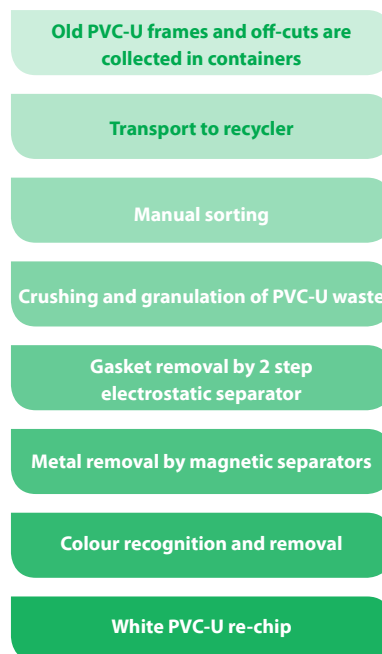 Old PVC-U frames and off-cuts are
collected in containers
Transport to recycler
Manual sorting
Crushing and granulation of PVC-U waste
Gasket removal by 2 step
electrostatic separator
Metal removal by magnetic separators
Colour recognition and removal
White PVC-U re-chip